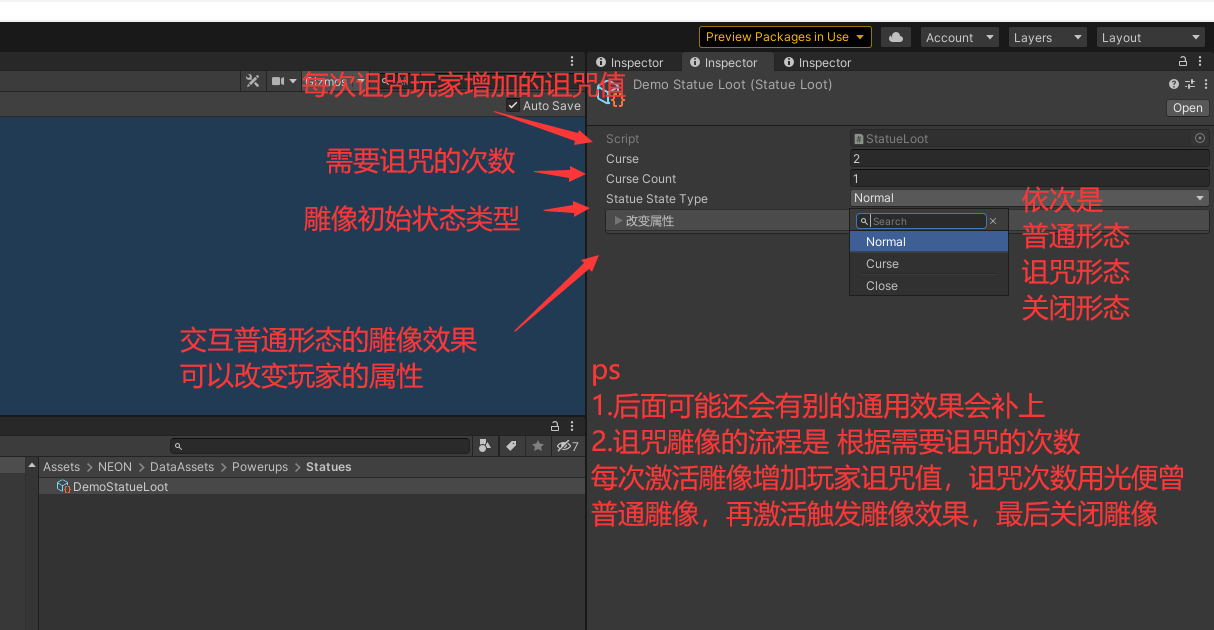 Preview Packages in Use
Account
Layers
Layout
Inspector
Inspector
Inspector
Gizmos
All
每次诅咒玩家增加的诅咒值
Auto Save
Demo Statue Loot (Statue Loot)
Open
Script
StatueLoot
Curse
2
Curse Count
1
Statue State Type
Normal
改变属性
Search
Normal
Curse
Close
需要诅咒的次数
雕像初始状态类型
依次是
普通形态
诅咒形态
关闭形态
交互普通形态的雕像效果
可以改变玩家的属性
ps
1.后面可能还会有别的通用效果会补上
2.诅咒雕像的流程是 根据需要诅咒的次数
每次激活雕像增加玩家诅咒值，诅咒次数用光便曾
普通雕像，再激活触发雕像效果，最后关闭雕像
7
Assets > NEON > DataAssets > Powerups > Statues
DemoStatueLoot